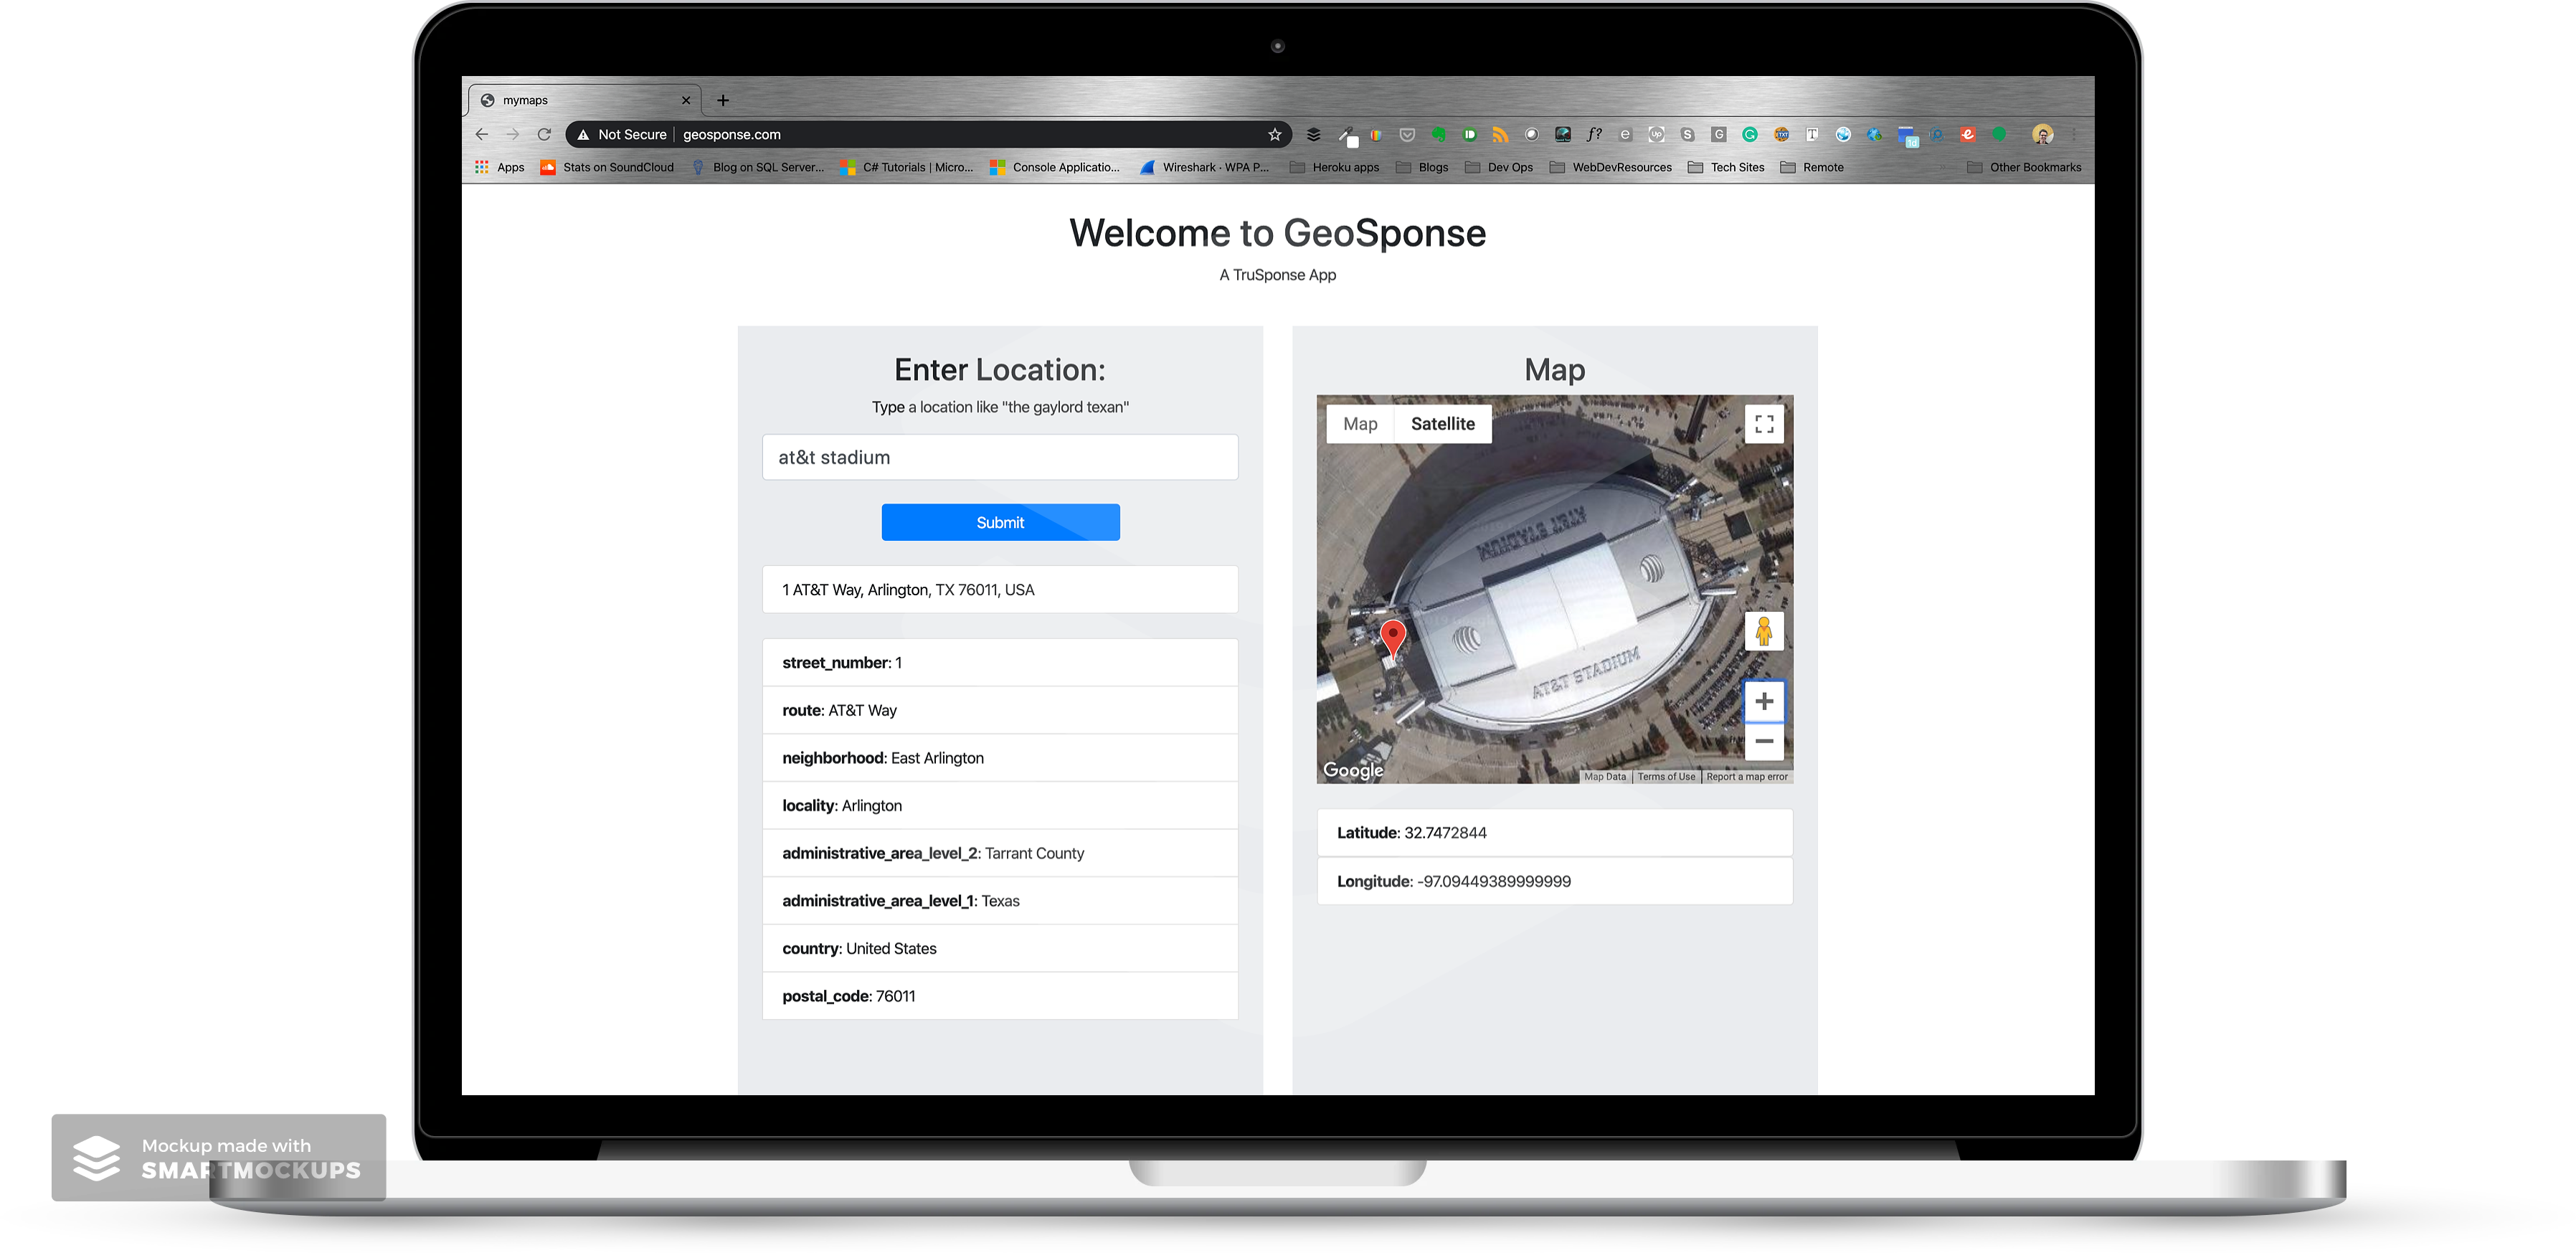 mymaps
Not Secure
geosponse.com
Apps
Stats on SoundCloud
Blog on SQL Server...
C# Tutorials | Micro...
Console Applicatio...
Wireshark · WPA P...
Heroku apps
Blogs
Dev Ops
WebDevResources
Tech Sites
Remote
Other Bookmarks
Welcome to GeoSponse
A TruSponse App
Enter Location:
Type a location like "the gaylord texan"
at&t stadium
Submit
1 AT&T Way, Arlington, TX 76011, USA
street_number: 1
route: AT&T Way
neighborhood: East Arlington
locality: Arlington
administrative_area_level_2: Tarrant County
administrative_area_level_1: Texas
country: United States
postal_code: 76011
Map
Map
Satellite
AT&T STADIUM
AT&T STADIUM
Google
Map Data
Terms of Use
Report a map error
Latitude: 32.7472844
Longitude: -97.09449389999999
Mockup made with
SMARTMOCKUPS